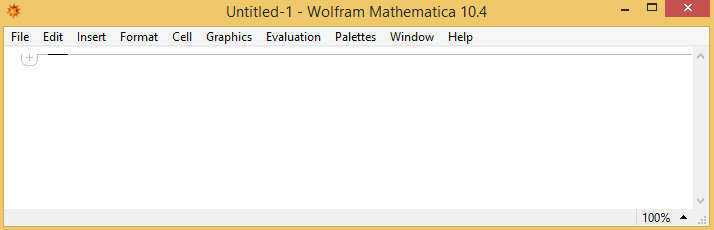 Untitled-1 - Wolfram Mathematica 10.4
File Edit Insert Format Cell Graphics Evaluation Palettes Window Help
100%